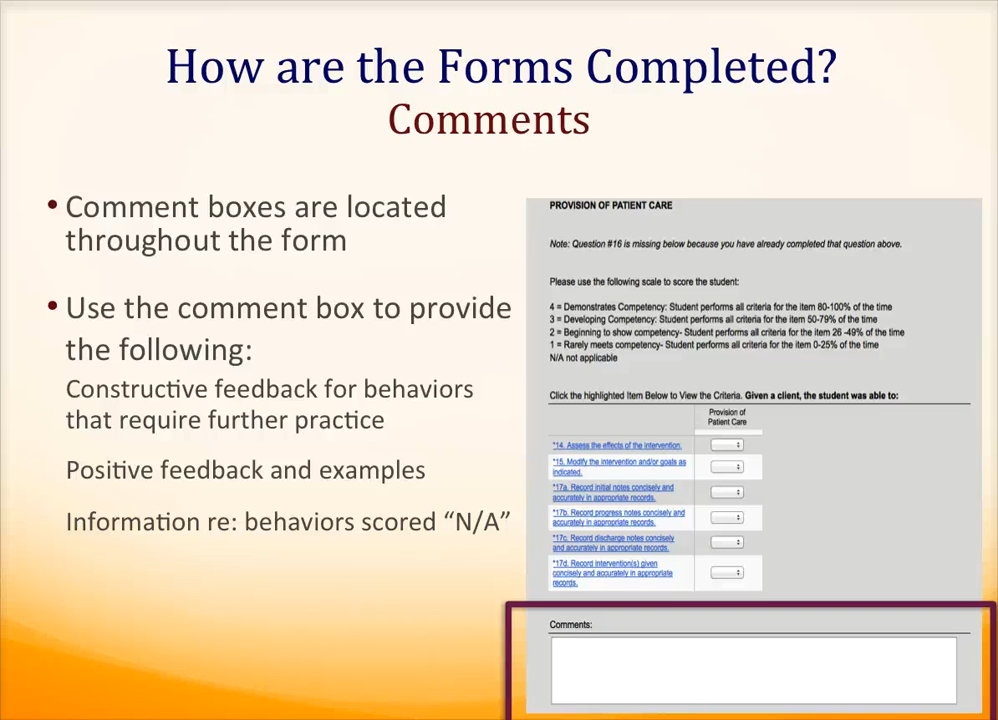 How are the Forms Completed?
Comments
• Comment boxes are located
throughout the form
• Use the comment box to provide
the following:
Constructive feedback for behaviors
that require further practice
Positive feedback and examples
Information re: behaviors scored “N/A”
PROVISION OF PATIENT CARE
Note: Question #16 is missing below because you have already completed that question above.
Please use the following scale to score the student:
4 = Demonstrates Competency: Student performs all criteria for the item 80-100% of the time
3 = Developing Competency: Student performs all criteria for the item 50-79% of the time
2 = Beginning to show competency- Student performs all criteria for the item 26 -49% of the time
1 = Rarely meets competency- Student performs all criteria for the item 0-25% of the time
N/A not applicable
Click the highlighted Item Below to View the Criteria. Given a client, the student was able to:
Provision of
Patient Care
*14. Assess the effects of the intervention.
*15. Modify the intervention and/or goals as
indicated.
*17a. Record initial notes concisely and
accurately in appropriate records.
*17b. Record progress notes concisely and
accurately in appropriate records.
*17c. Record discharge notes concisely
and accurately in appropriate records.
*17d. Record intervention(s) given
concisely and accurately in appropriate
records.
Comments: